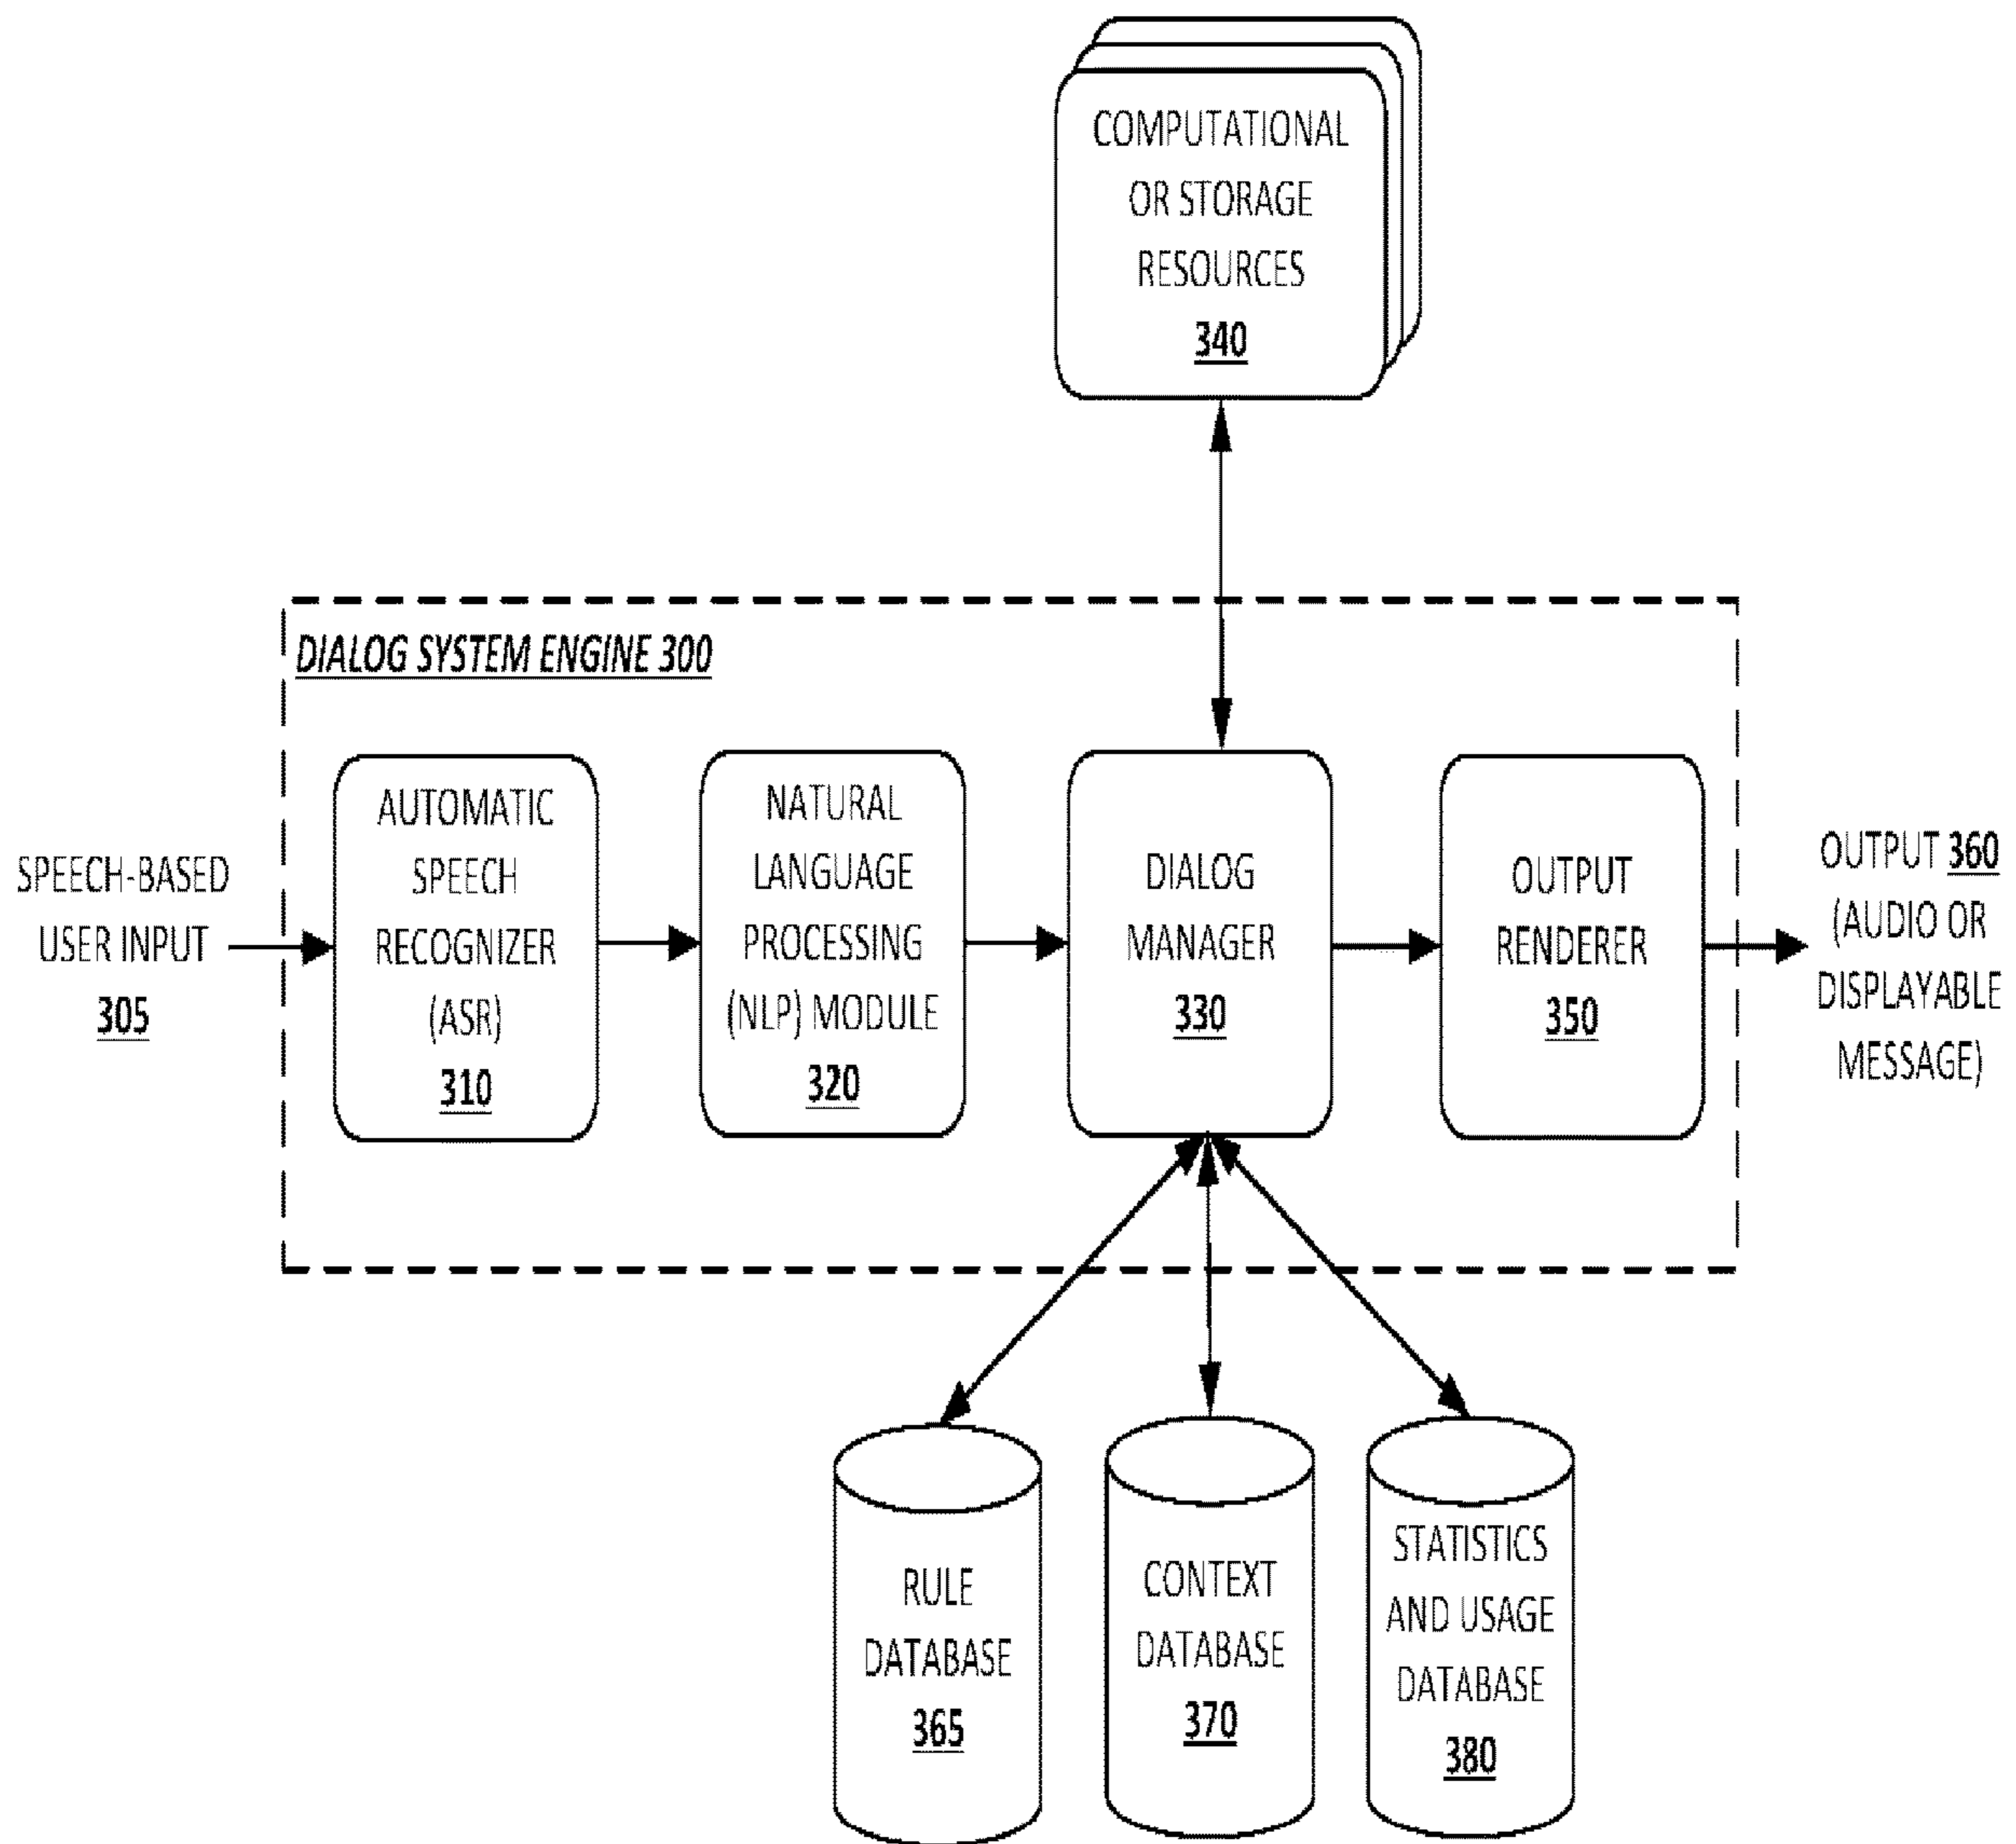 COMPUTATIONAL
OR STORAGE
RESOURCES
340
DIALOG SYSTEM ENGINE 300
SPEECH-BASED
USER INPUT
305
AUTOMATIC
SPEECH
RECOGNIZER
(ASR)
310
NATURAL
LANGUAGE
PROCESSING
(NLP) MODULE
320
DIALOG
MANAGER
330
OUTPUT
RENDERER
350
OUTPUT 360
(AUDIO OR
DISPLAYABLE
MESSAGE)
RULE
DATABASE
365
CONTEXT
DATABASE
370
STATISTICS
AND USAGE
DATABASE
380